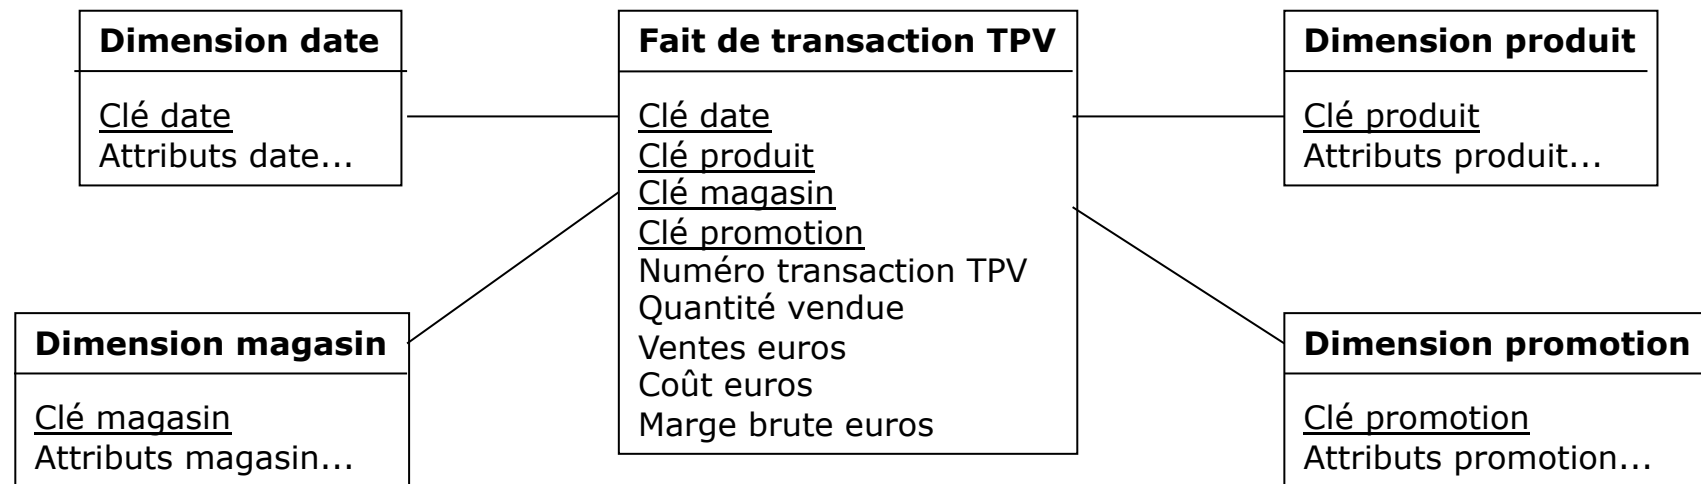 Dimension date
Clé date
Attributs date...
Fait de transaction TPV
Clé date
Clé produit
Clé magasin
Clé promotion
Numéro transaction TPV
Quantité vendue
Ventes euros
Coût euros
Marge brute euros
Dimension produit
Clé produit
Attributs produit...
Dimension magasin
Clé magasin
Attributs magasin...
Dimension promotion
Clé promotion
Attributs promotion...